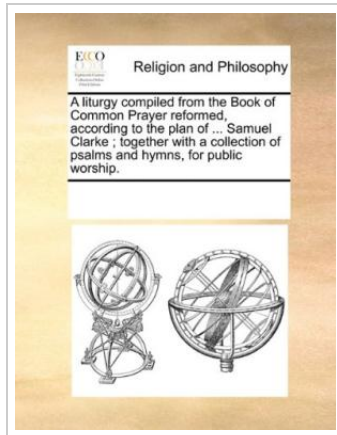 ECCO
Religion and Philosophy
A liturgy compiled from the Book of
Common Prayer reformed,
according to the plan of ... Samuel
Clarke ; together with a collection of
psalms and hymns, for public
worship.